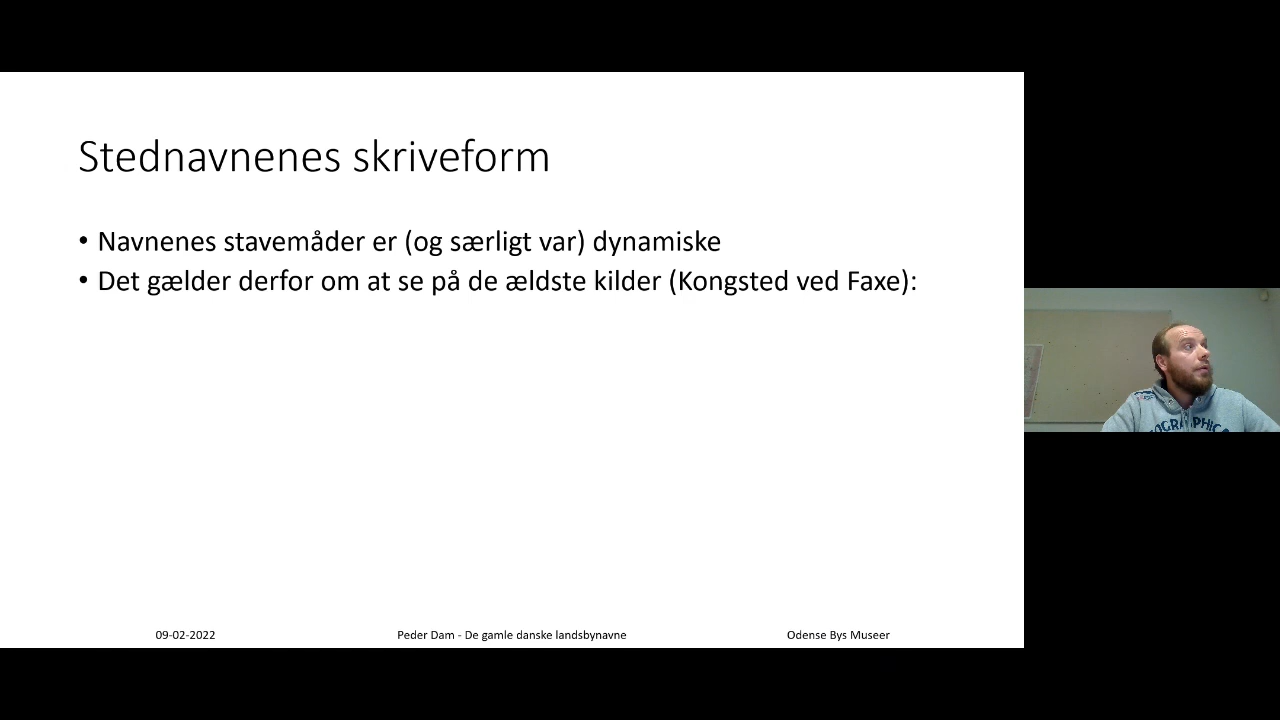 Stednavnenes skriveform
• Navnenes stavemåder er (og særligt var) dynamiske
• Det gælder derfor om at se på de ældste kilder (Kongsted ved Faxe):
09-02-2022
Peder Dam - De gamle danske landsbynavne
Odense Bys Museer